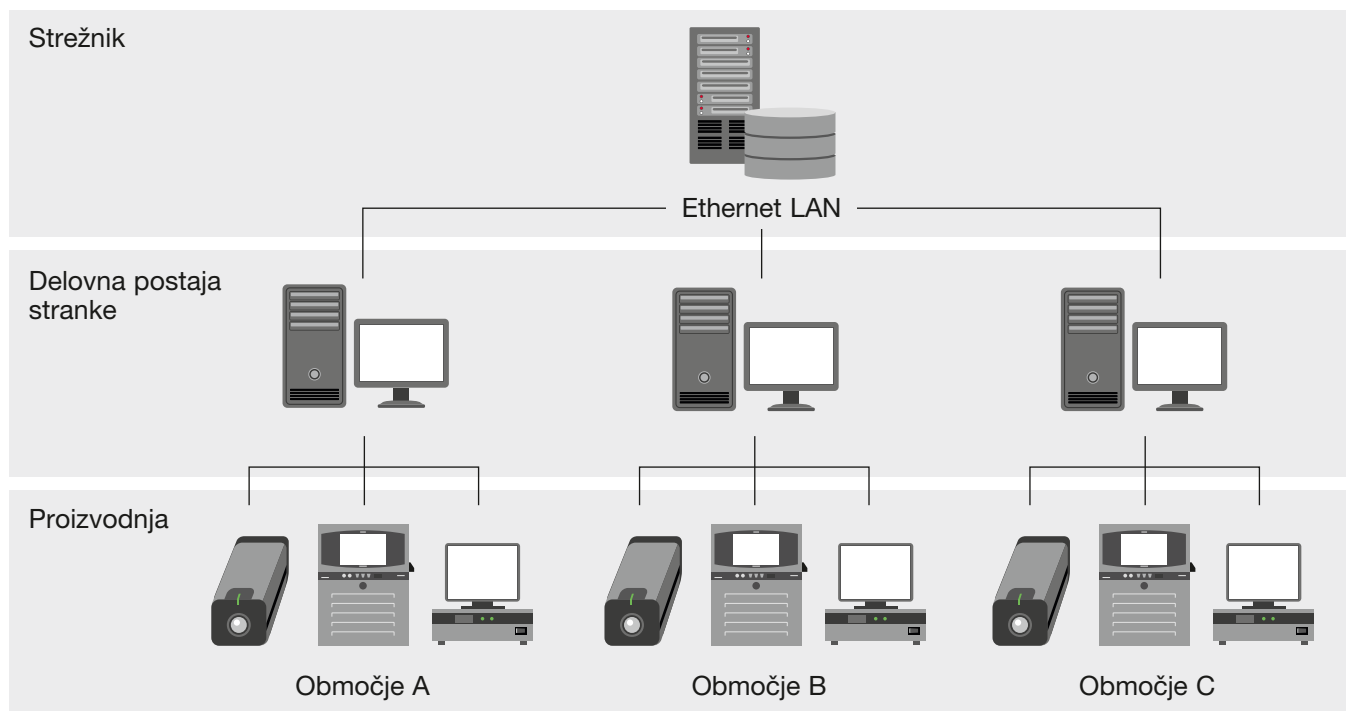 Strežnik
Ethernet LAN
Delovna postaja
stranke
Proizvodnja
Območje A
Območje B
Območje C